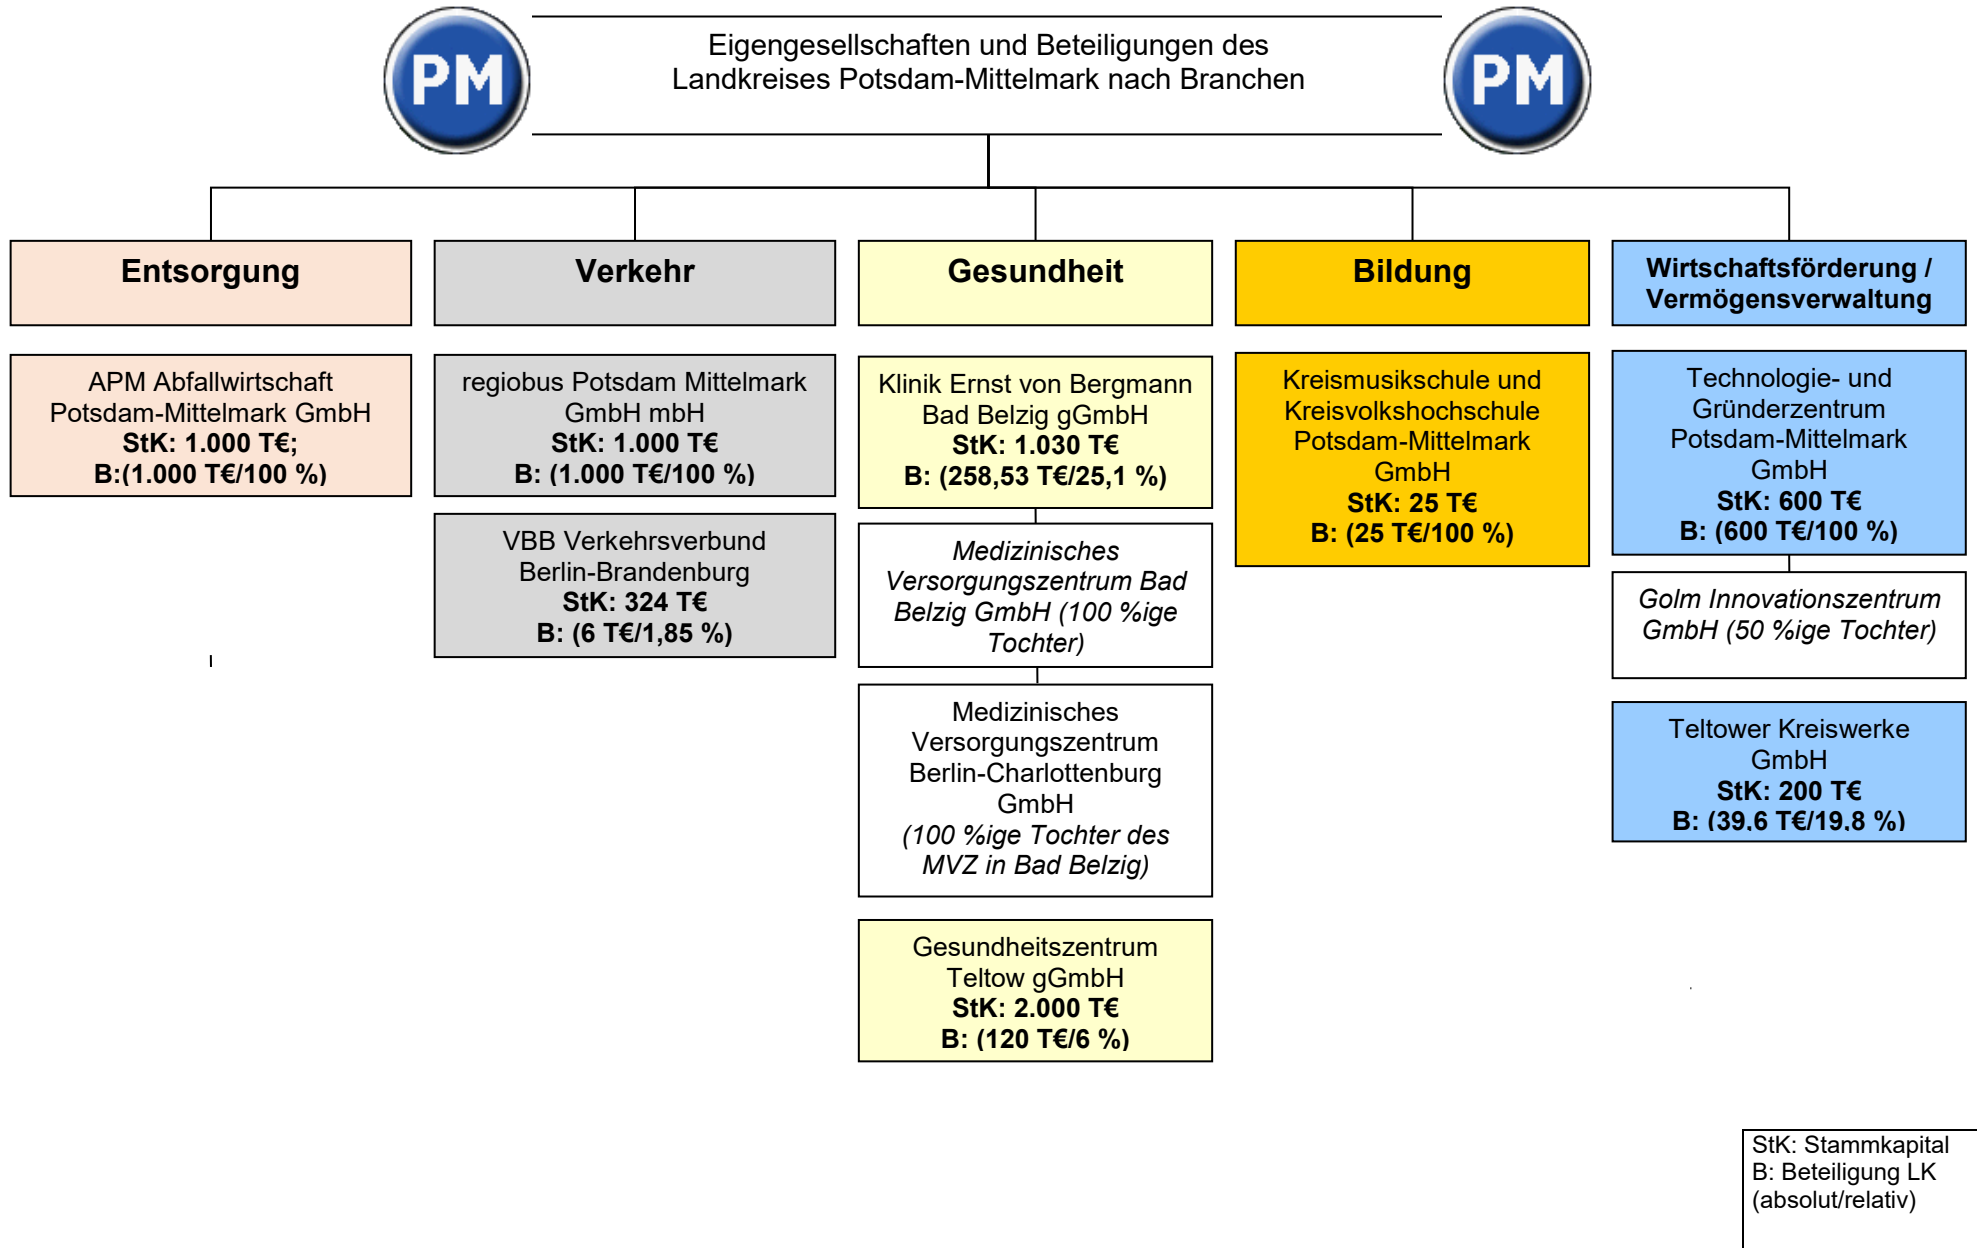 PM
Eigengesellschaften und Beteiligungen des
Landkreises Potsdam-Mittelmark nach Branchen
PM
Entsorgung
Verkehr
Gesundheit
Bildung
Wirtschaftsförderung /
Vermögensverwaltung
APM Abfallwirtschaft
Potsdam-Mittelmark GmbH
StK: 1.000 T€;
B:(1.000 T€/100 %)
regiobus Potsdam Mittelmark
GmbH mbH
StK: 1.000 T€
B: (1.000 T€/100 %)
VBB Verkehrsverbund
Berlin-Brandenburg
StK: 324 T€
B: (6 T€/1,85 %)
Klinik Ernst von Bergmann
Bad Belzig gGmbH
StK: 1.030 T€
B: (258,53 T€/25,1 %)
Medizinisches
Versorgungszentrum Bad
Belzig GmbH (100 %ige
Tochter)
Medizinisches
Versorgungszentrum
Berlin-Charlottenburg
GmbH
(100 %ige Tochter des
MVZ in Bad Belzig)
Gesundheitszentrum
Teltow gGmbH
StK: 2.000 T€
B: (120 T€/6 %)
Kreismusikschule und
Kreisvolkshochschule
Potsdam-Mittelmark
GmbH
StK: 25 T€
B: (25 T€/100 %)
Technologie- und
Gründerzentrum
Potsdam-Mittelmark
GmbH
StK: 600 T€
B: (600 T€/100 %)
Golm Innovationszentrum
GmbH (50 %ige Tochter)
Teltower Kreiswerke
GmbH
StK: 200 T€
B: (39,6 T€/19,8 %)
StK: Stammkapital
B: Beteiligung LK
(absolut/relativ)